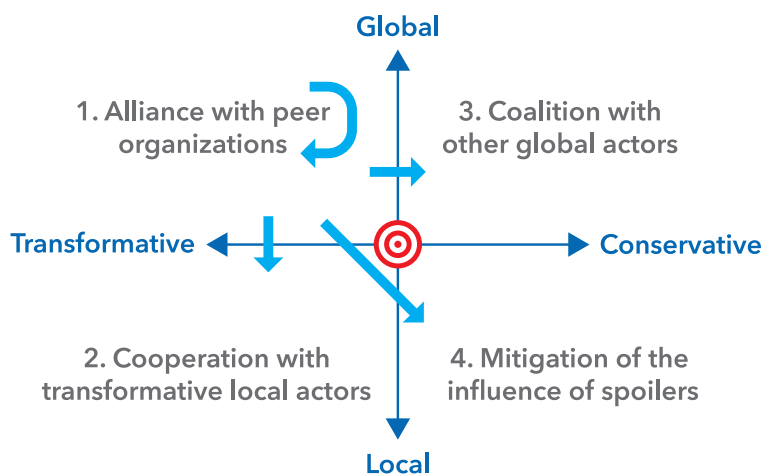 Global
1. Alliance with peer
organizations
3. Coalition with
other global actors
Transformative
Conservative
2. Cooperation with
transformative local actors
4. Mitigation of the
influence of spoilers
Local